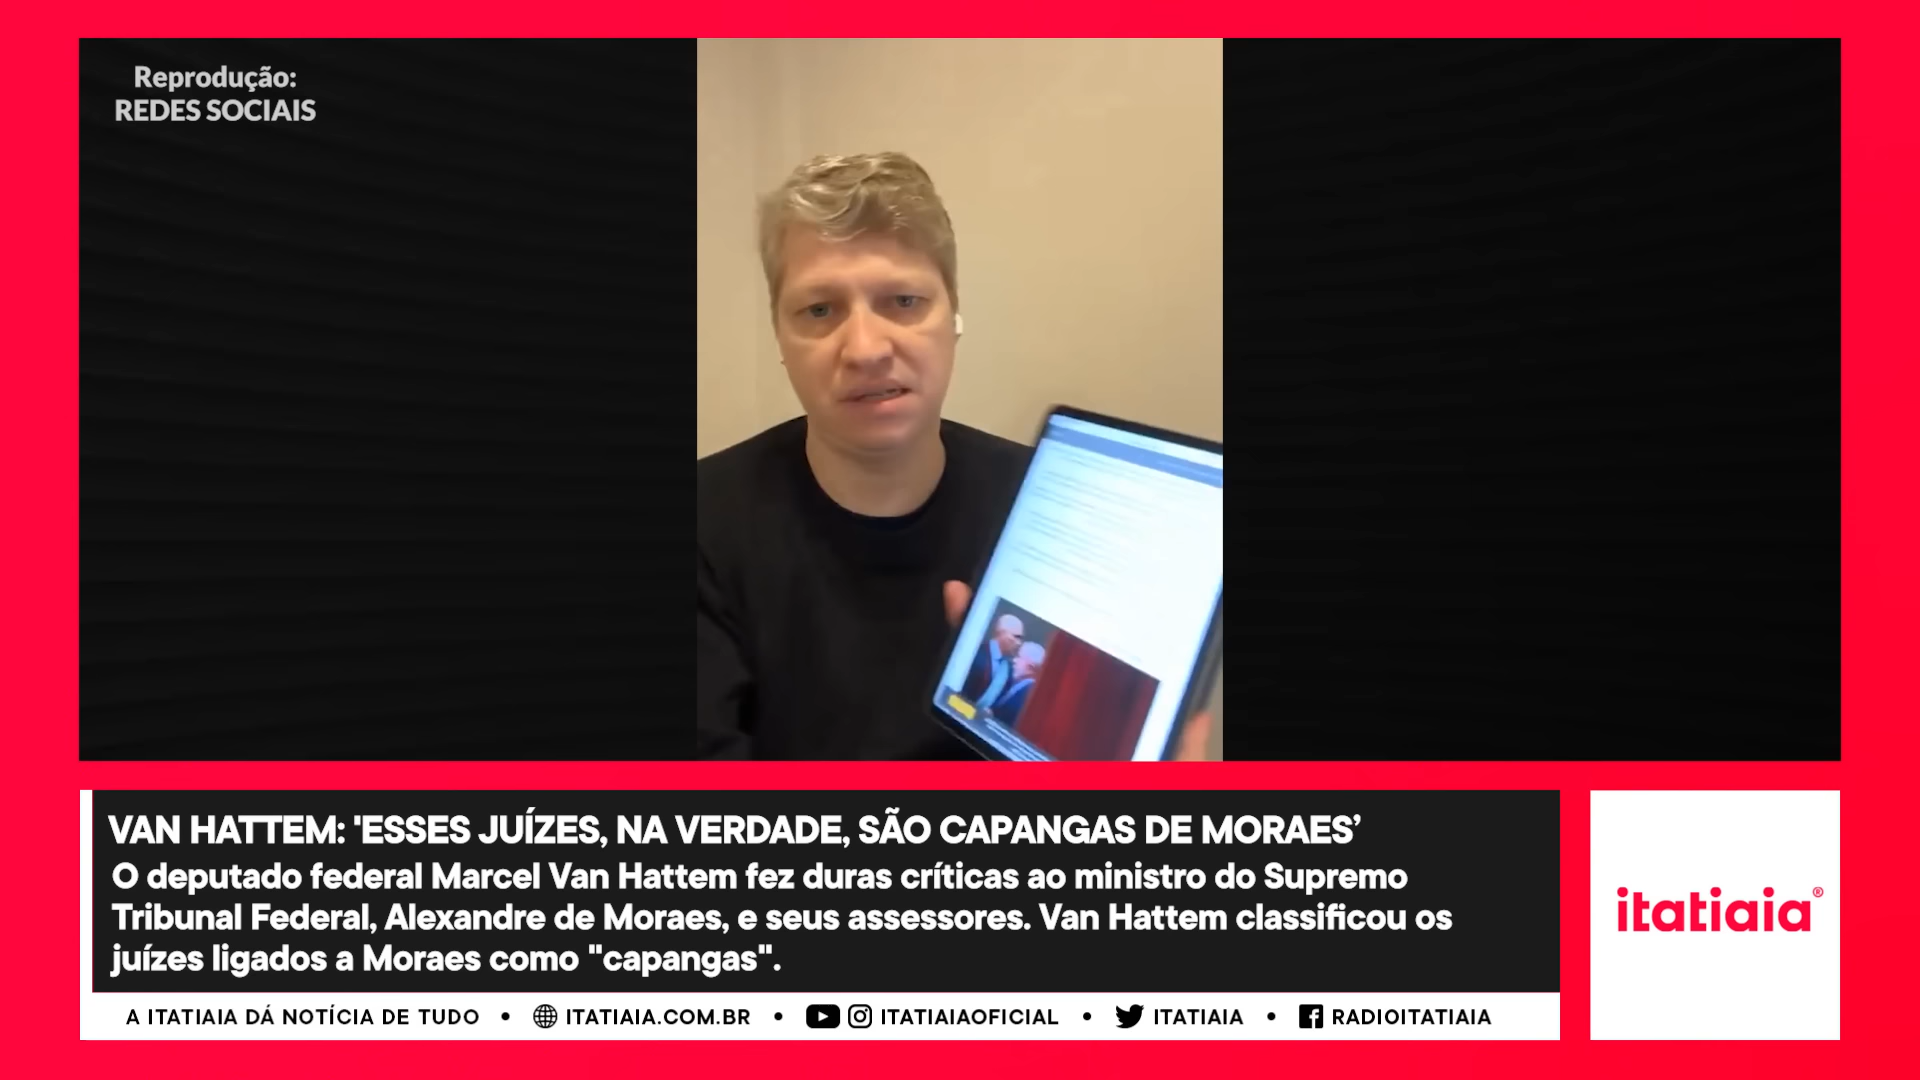 Reprodução:
REDES SOCIAIS
VAN HATTEM: 'ESSES JUÍZES, NA VERDADE, SÃO CAPANGAS DE MORAES’
O deputado federal Marcel Van Hattem fez duras críticas ao ministro do Supremo
Tribunal Federal, Alexandre de Moraes, e seus assessores. Van Hattem classificou os
juízes ligados a Moraes como "capangas".
itatiaia®
A ITATIAIA DÁ NOTÍCIA DE TUDO • ITATIAIA.COM.BR • ITATIAIAOFICIAL • ITATIAIA • RADIOITATIAIA